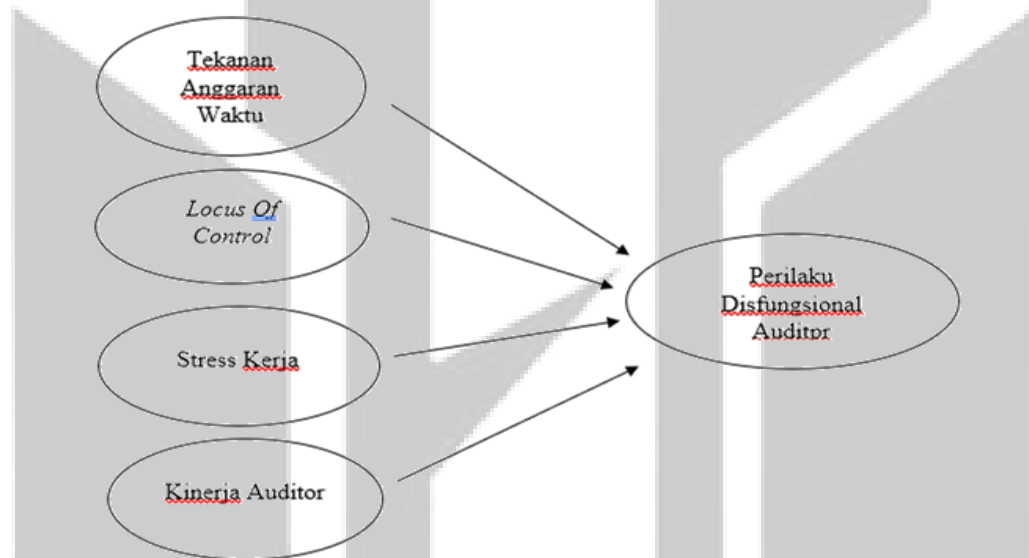 Tekanan
Anggaran
Waktu
Locus Of
Control
Stress Kerja
Kinerja Auditor
Perilaku
Disfungsional
Auditor